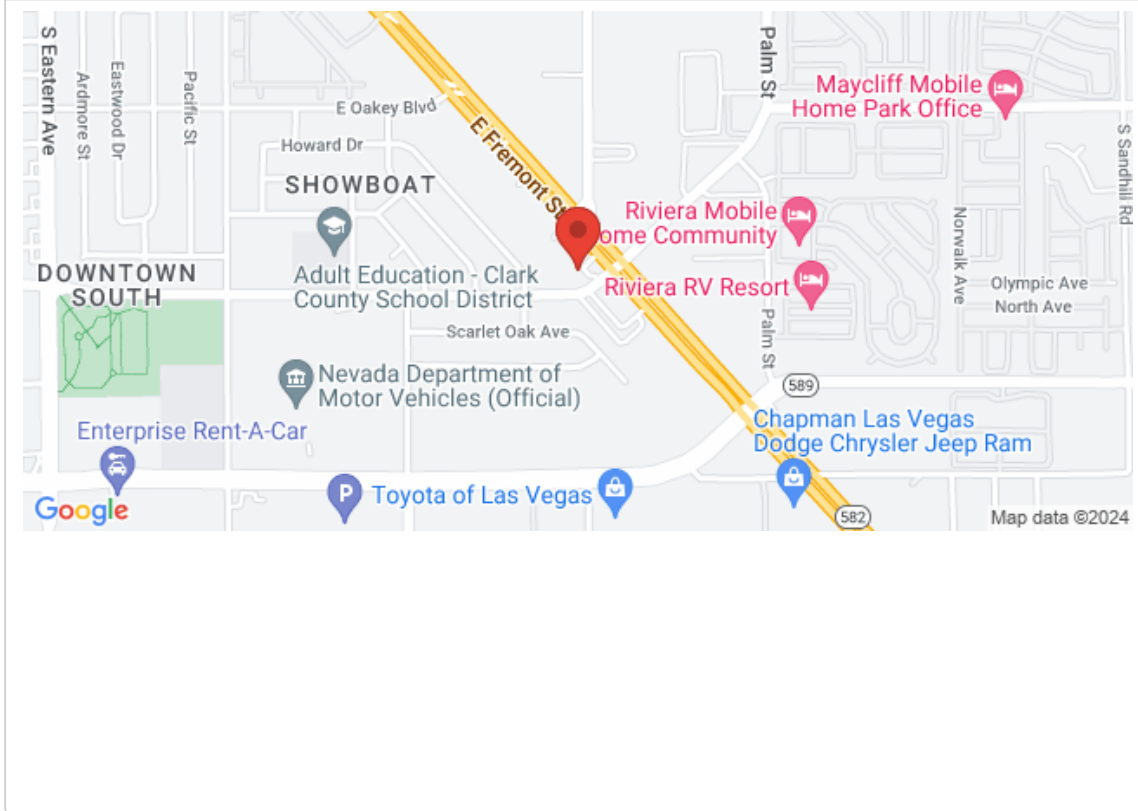 S Eastern Ave
Ardmore St
Eastwood Dr
Pacific St
E Oakey Blvd
Howard Dr
SHOWBOAT
E Fremont St
Palm St
Maycliff Mobile
Home Park Office
S Sandhill Rd
Riviera Mobile
ome Community
Riviera RV Resort
Norwalk Ave
Olympic Ave
North Ave
DOWNTOWN
SOUTH
Adult Education - Clark
County School District
Scarlet Oak Ave
Palm St
Nevada Department of
Motor Vehicles (Official)
589
Chapman Las Vegas
Dodge Chrysler Jeep Ram
Enterprise Rent-A-Car
P
Toyota of Las Vegas
582
Google
Map data ©2024